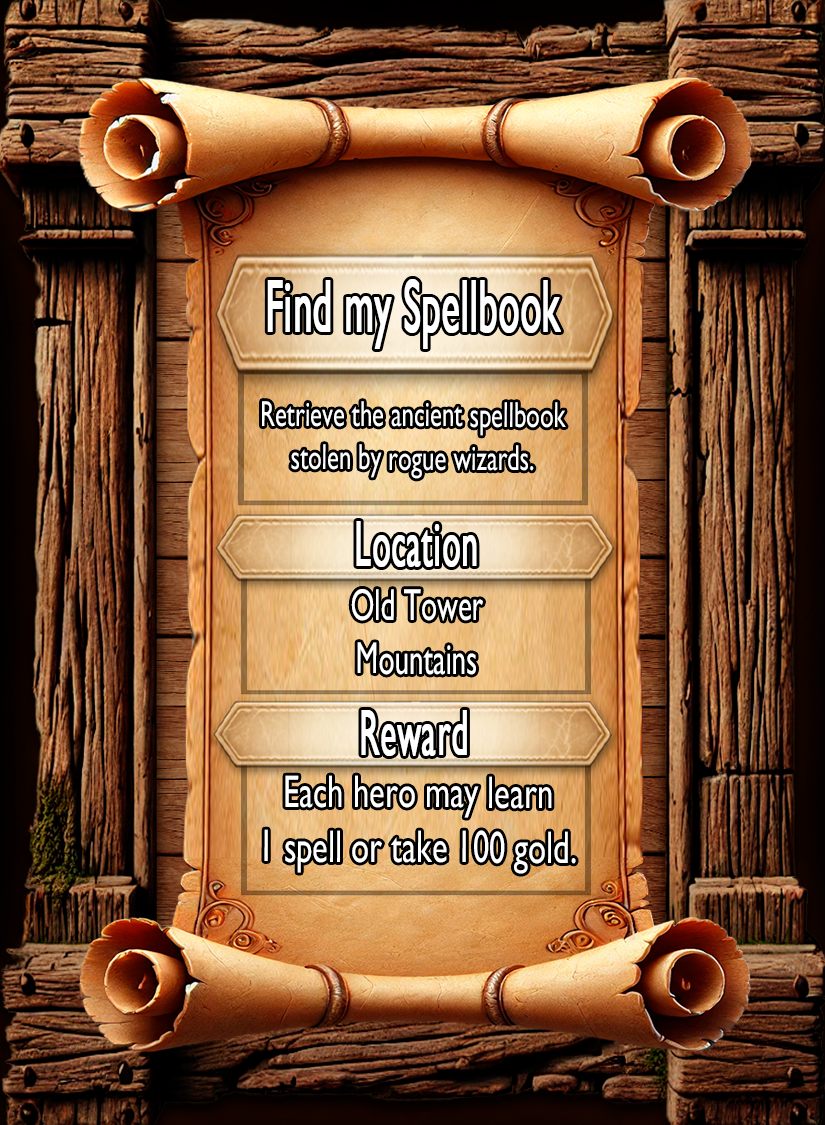 Find my Spellbook
Retrieve the ancient spellbook
stolen by rogue wizards.
Location
Old Tower
Mountains
Reward
Each hero may learn
1 spell or take 100 gold.